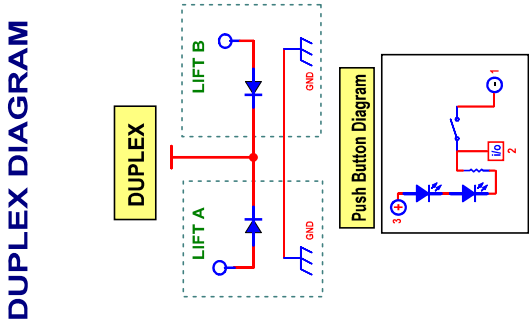 DUPLEX DIAGRAM
DUPLEX
LIFT A
LIFT B
GND
GND
Push Button Diagram
3
+
i/o
2
-
1